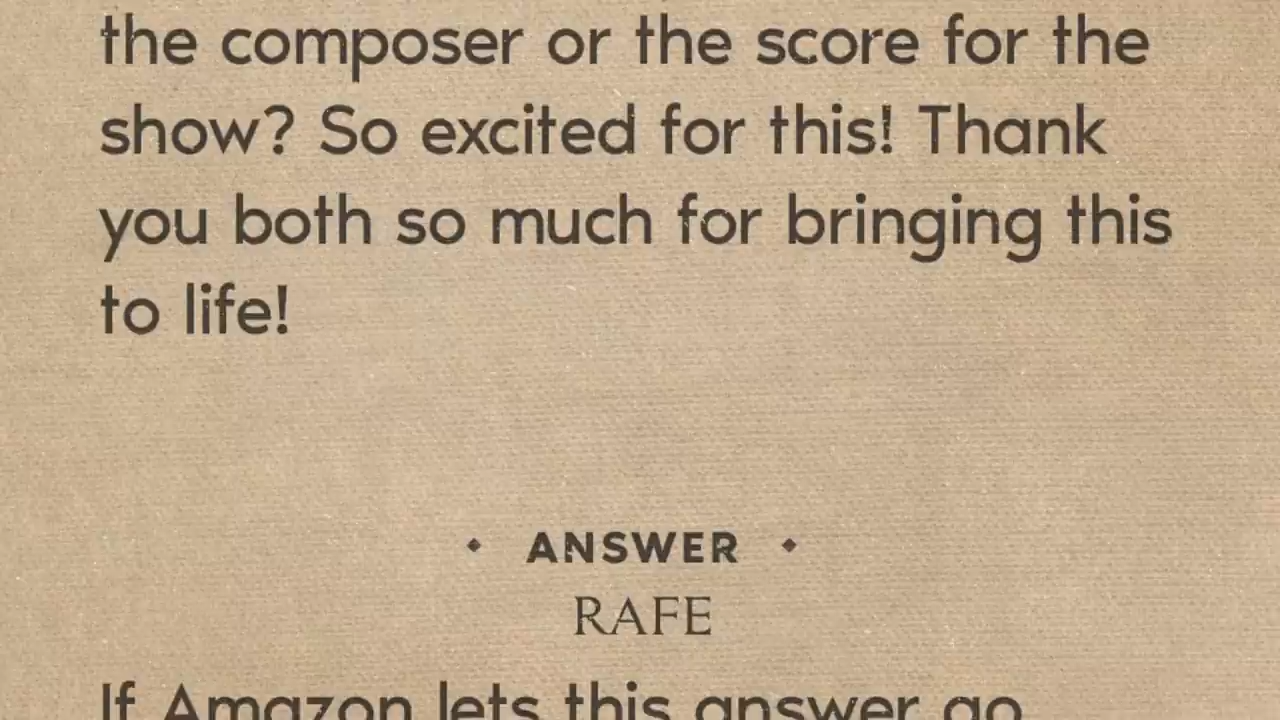 the composer or the score for the
show? So excited for this! Thank
you both so much for bringing this
to life!
ANSWER
RAFE
If Amazon lets this answer go